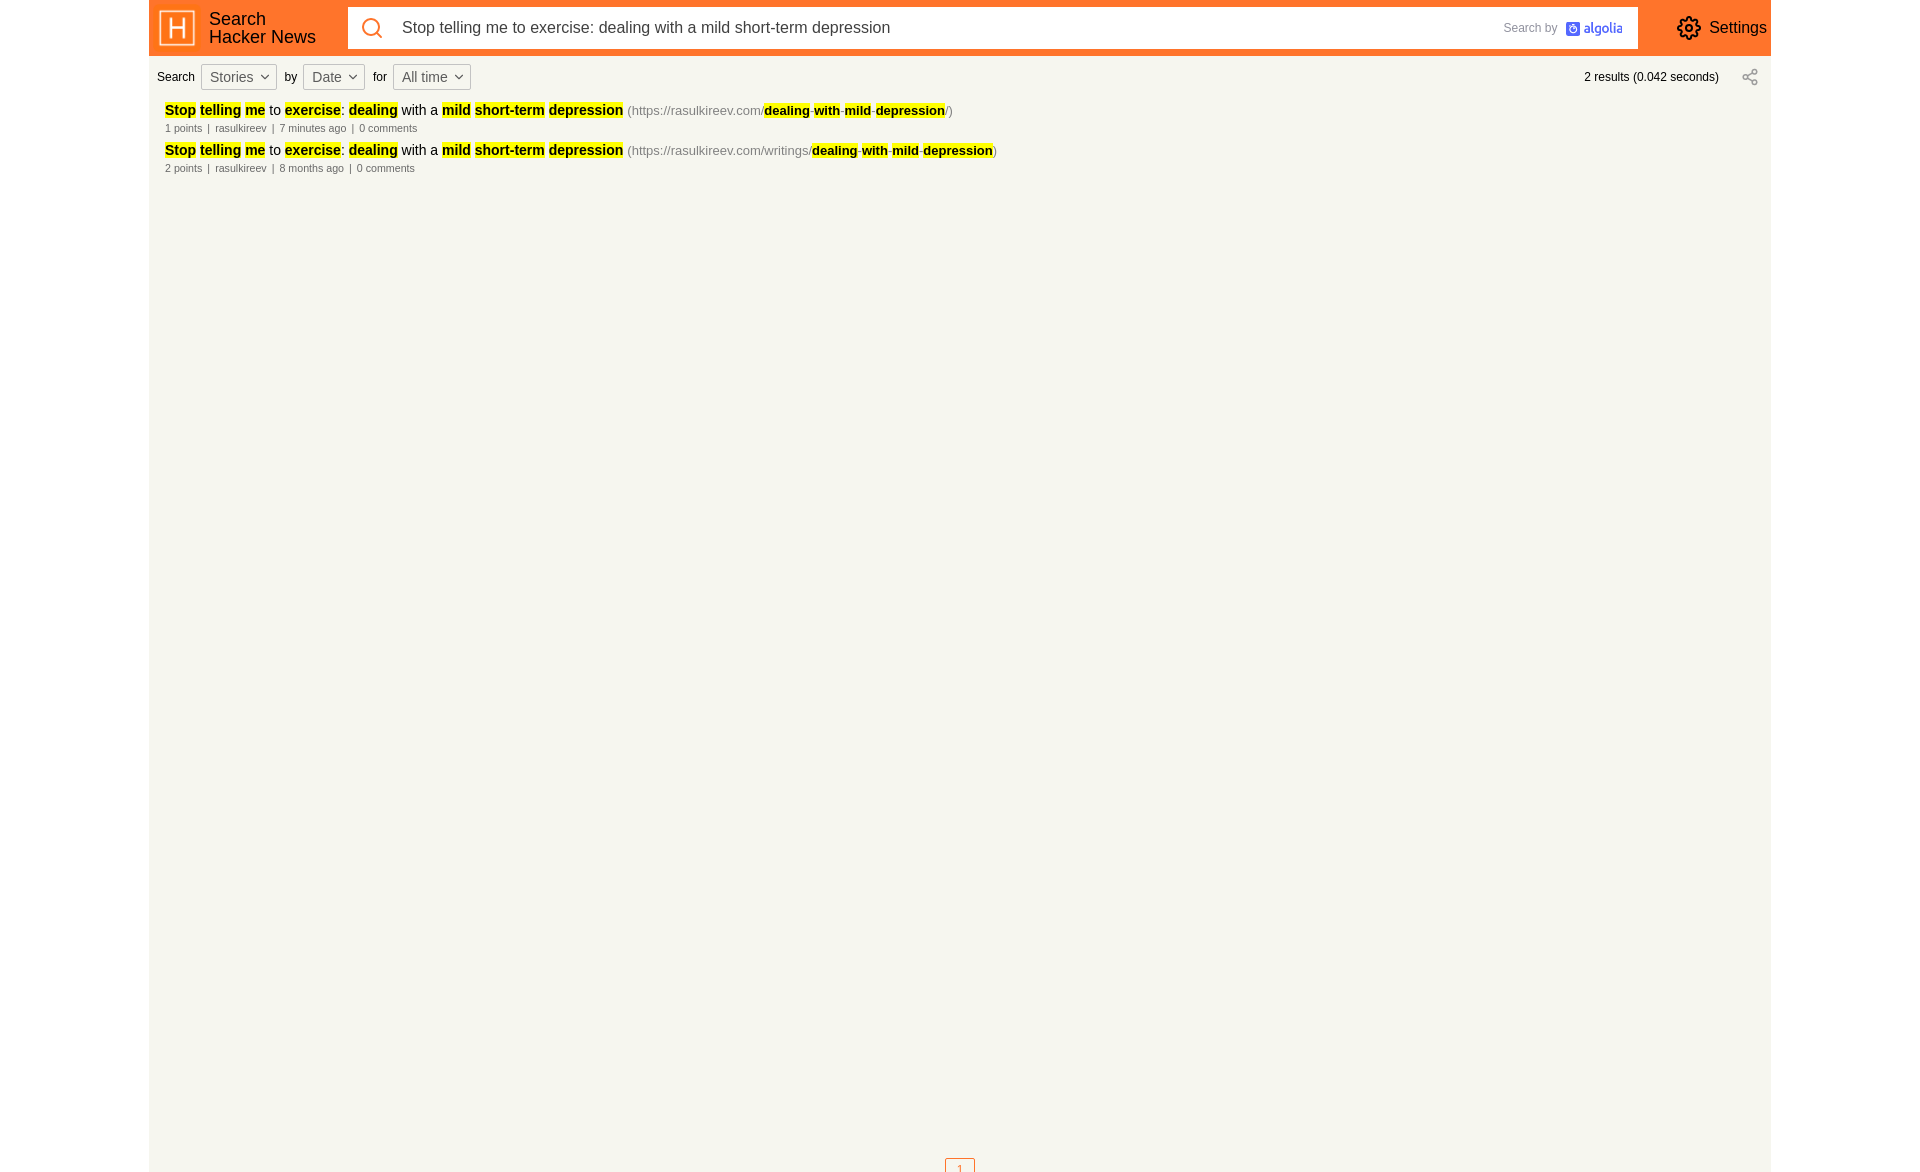 Search
Hacker News
Stop telling me to exercise: dealing with a mild short-term depression
Search by algolia
Settings
Search Stories by Date for All time
2 results (0.042 seconds)
Stop telling me to exercise: dealing with a mild short-term depression (https://rasulkireev.com/dealing-with-mild-depression/)
1 points | rasulkireev | 7 minutes ago | 0 comments
Stop telling me to exercise: dealing with a mild short-term depression (https://rasulkireev.com/writings/dealing-with-mild-depression)
2 points | rasulkireev | 8 months ago | 0 comments
1